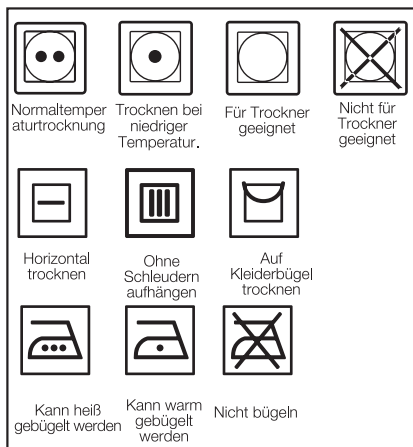 Normaltemper
aturtrocknung
Trocknen bei
niedriger
Temperatur.
Für Trockner
geeignet
Nicht für
Trockner
geeignet
Horizontal
trocknen
Ohne
Schleudern
aufhängen
Auf
Kleiderbügel
trocknen
Kann heiß
gebügelt werden
Kann warm
gebügelt
werden
Nicht bügeln